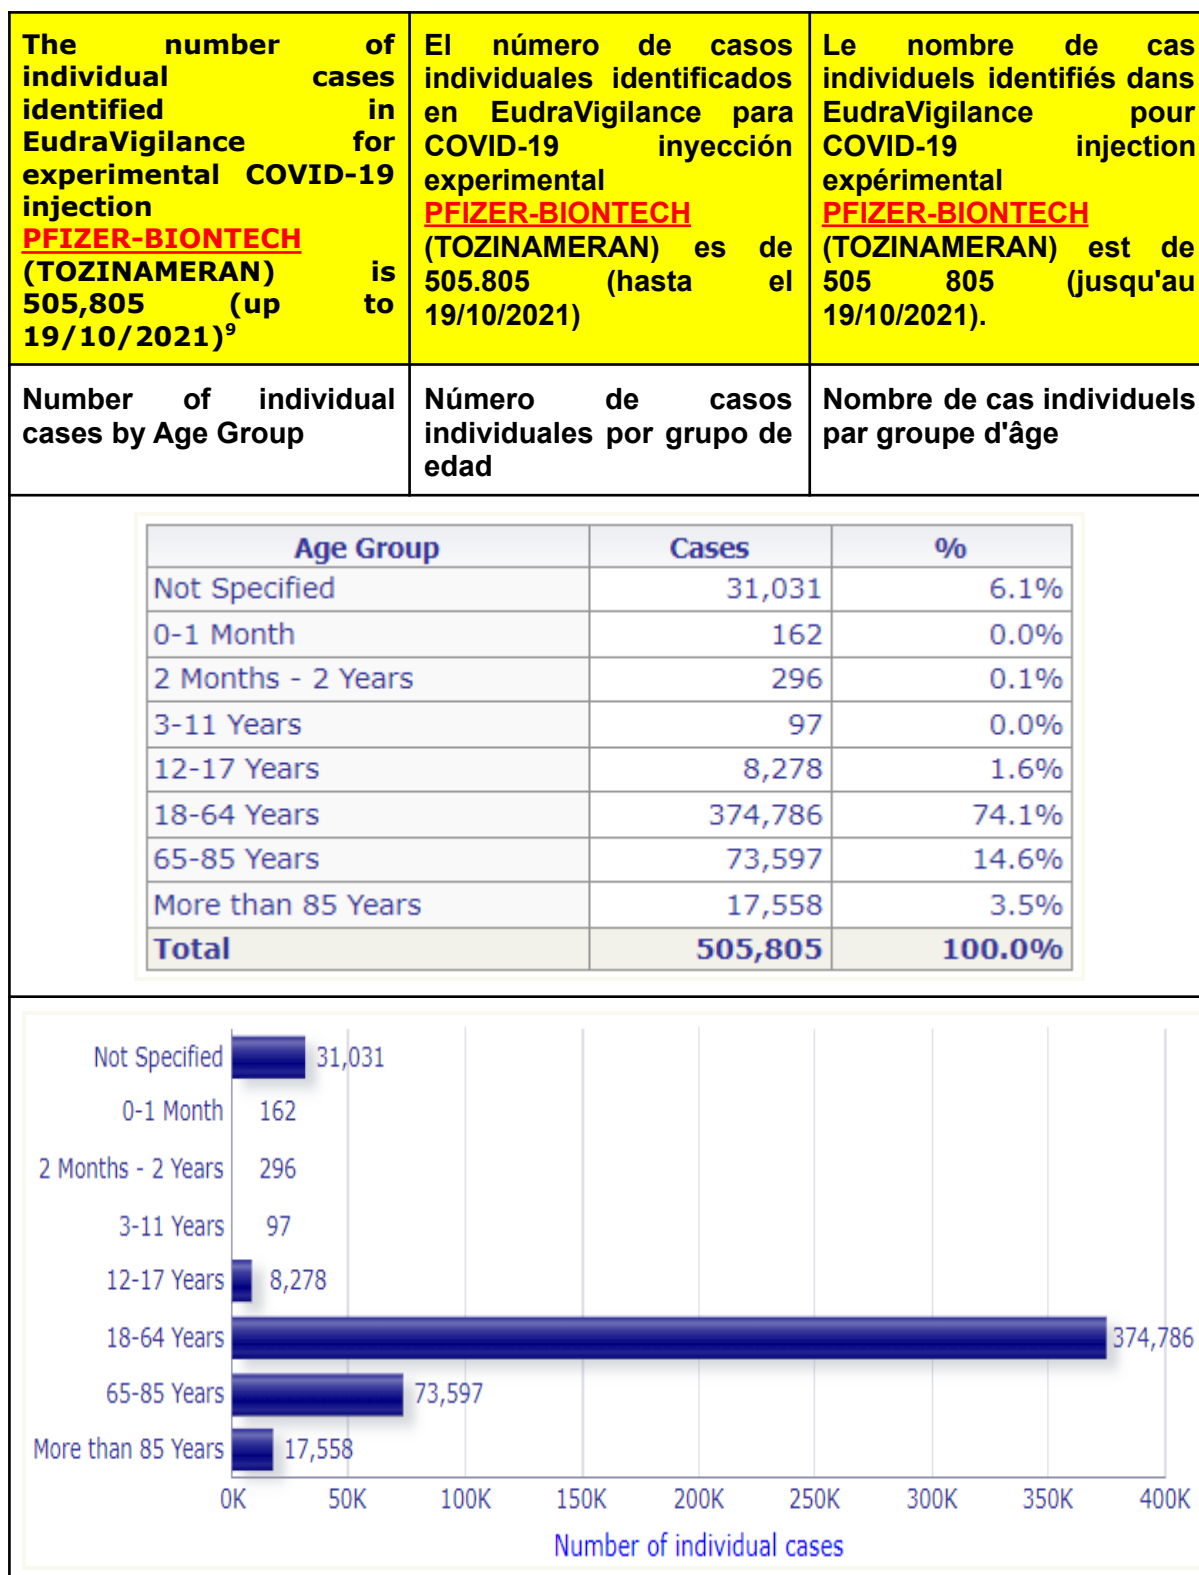 The number of
individual cases
identified in
EudraVigilance for
experimental COVID-19
injection
PFIZER-BIONTECH
(TOZINAMERAN) is
505,805 (up to
19/10/2021)⁹
El número de casos
individuales identificados
en EudraVigilance para
COVID-19 inyección
experimental
PFIZER-BIONTECH
(TOZINAMERAN) es de
505.805 (hasta el
19/10/2021)
Le nombre de cas
individuels identifiés dans
EudraVigilance pour
COVID-19 injection
expérimental
PFIZER-BIONTECH
(TOZINAMERAN) est de
505 805 (jusqu'au
19/10/2021).
Number of individual
cases by Age Group
Número de casos
individuales por grupo de
edad
Nombre de cas individuels
par groupe d'âge
Age Group Cases %
Not Specified 31,031 6.1%
0-1 Month 162 0.0%
2 Months - 2 Years 296 0.1%
3-11 Years 97 0.0%
12-17 Years 8,278 1.6%
18-64 Years 374,786 74.1%
65-85 Years 73,597 14.6%
More than 85 Years 17,558 3.5%
Total 505,805 100.0%
Not Specified 31,031
0-1 Month 162
2 Months - 2 Years 296
3-11 Years 97
12-17 Years 8,278
18-64 Years 374,786
65-85 Years 73,597
More than 85 Years 17,558
0K 50K 100K 150K 200K 250K 300K 350K 400K
Number of individual cases